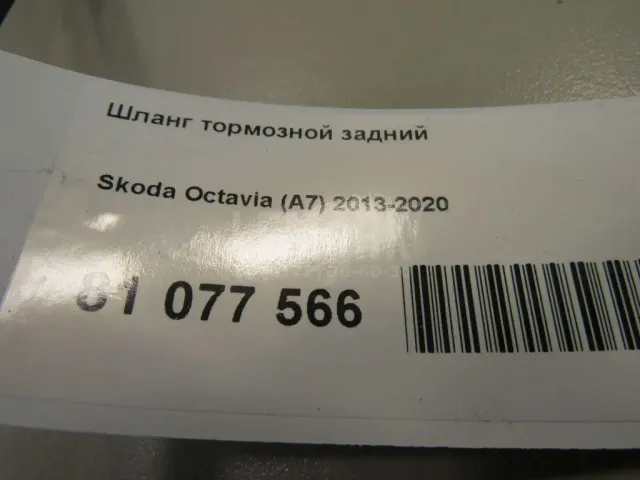 Шланг тормозной задний
Skoda Octavia (A7) 2013-2020
81 077 566